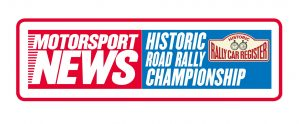 MOTORSPORT
NEWS
HISTORIC
ROAD RALLY
CHAMPIONSHIP
HISTORIC
RALLY CAR REGISTER